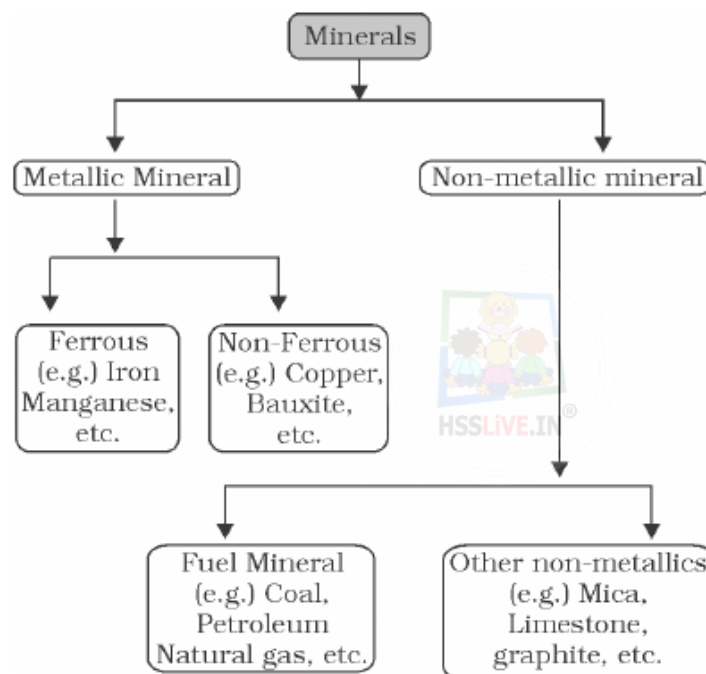 Minerals
Metallic Mineral
Non-metallic mineral
Ferrous
(e.g.) Iron
Manganese,
etc.
Non-Ferrous
(e.g.) Copper,
Bauxite,
etc.
HSSLiVE.IN®
Fuel Mineral
(e.g.) Coal,
Petroleum
Natural gas, etc.
Other non-metallics
(e.g.) Mica,
Limestone,
graphite, etc.